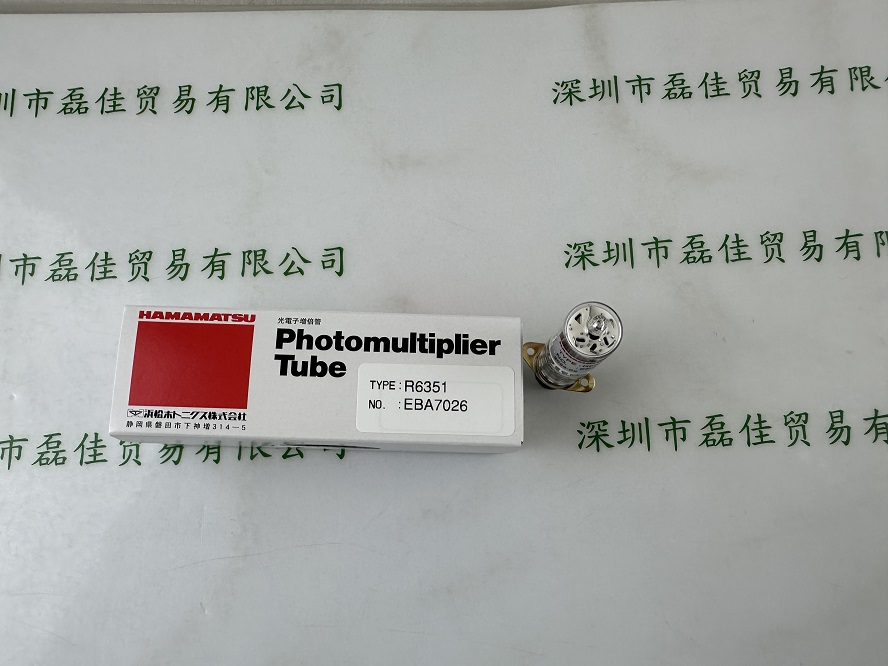 圳市磊佳贸易有限公司
深圳市磊佳贸易有限
市磊佳贸易有限公司
深圳市磊佳贸易有
HAMAMATSU
光電子増倍管
Photomultiplier
Tube
TYPE : R6351
NO. : EBA7026
浜松ホトニクス株式会社
静岡県磐田市下神増314-5
市磊佳贸易有限公司
深圳市磊佳贸易有